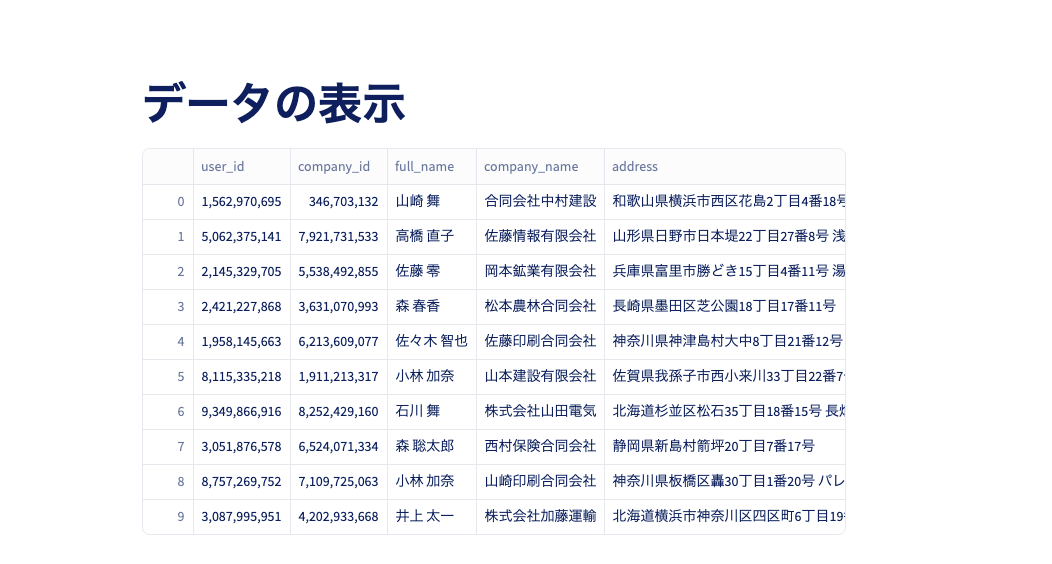 データの表示
user_id company_id full_name company_name address
0 1,562,970,695 346,703,132 山崎 舞 合同会社中村建設 和歌山県横浜市西区花島2丁目4番18号
1 5,062,375,141 7,921,731,533 高橋 直子 佐藤情報有限会社 山形県日野市日本堤22丁目27番8号 浅
2 2,145,329,705 5,538,492,855 佐藤 零 岡本鉱業有限会社 兵庫県富里市勝どき15丁目4番11号 湯
3 2,421,227,868 3,631,070,993 森 春香 松本農林合同会社 長崎県墨田区芝公園18丁目17番11号
4 1,958,145,663 6,213,609,077 佐々木 智也 佐藤印刷合同会社 神奈川県神津島村大中8丁目21番12号
5 8,115,335,218 1,911,213,317 小林 加奈 山本建設有限会社 佐賀県我孫子市西小来川33丁目22番7
6 9,349,866,916 8,252,429,160 石川 舞 株式会社山田電気 北海道杉並区松石35丁目18番15号 長
7 3,051,876,578 6,524,071,334 森 聡太郎 西村保険合同会社 静岡県新島村箭坪20丁目7番17号
8 8,757,269,752 7,109,725,063 小林 加奈 山崎印刷合同会社 神奈川県板橋区轟30丁目1番20号 パレ
9 3,087,995,951 4,202,933,668 井上 太一 株式会社加藤運輸 北海道横浜市神奈川区四区町6丁目19